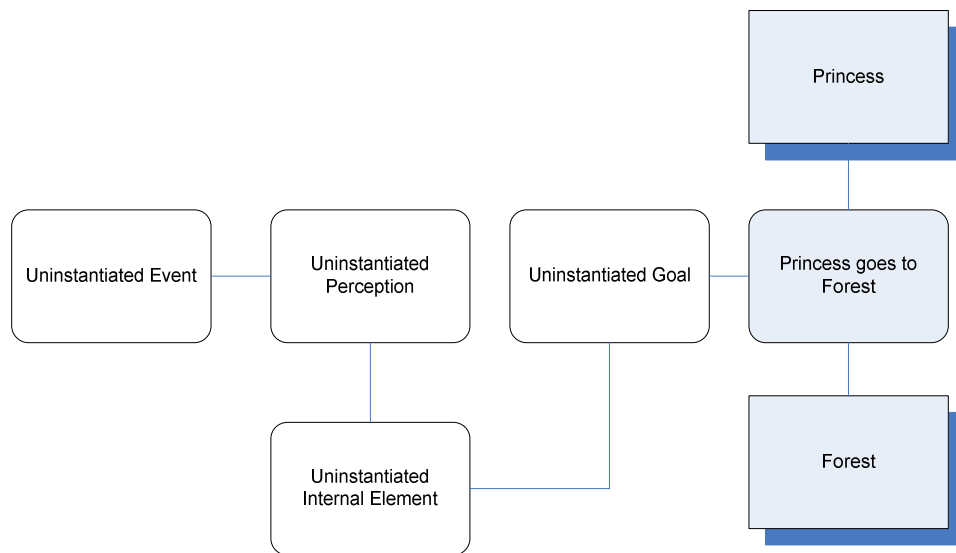 Princess
Uninstantiated Event
Uninstantiated
Perception
Uninstantiated Goal
Princess goes to
Forest
Uninstantiated
Internal Element
Forest